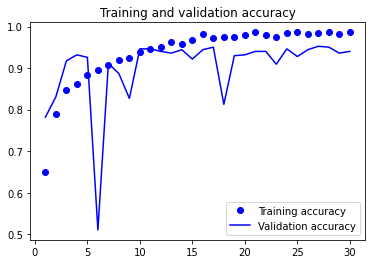 Training and validation accuracy
1.0
0.9
0.8
0.7
0.6
0.5
0 5 10 15 20 25 30
Training accuracy
Validation accuracy